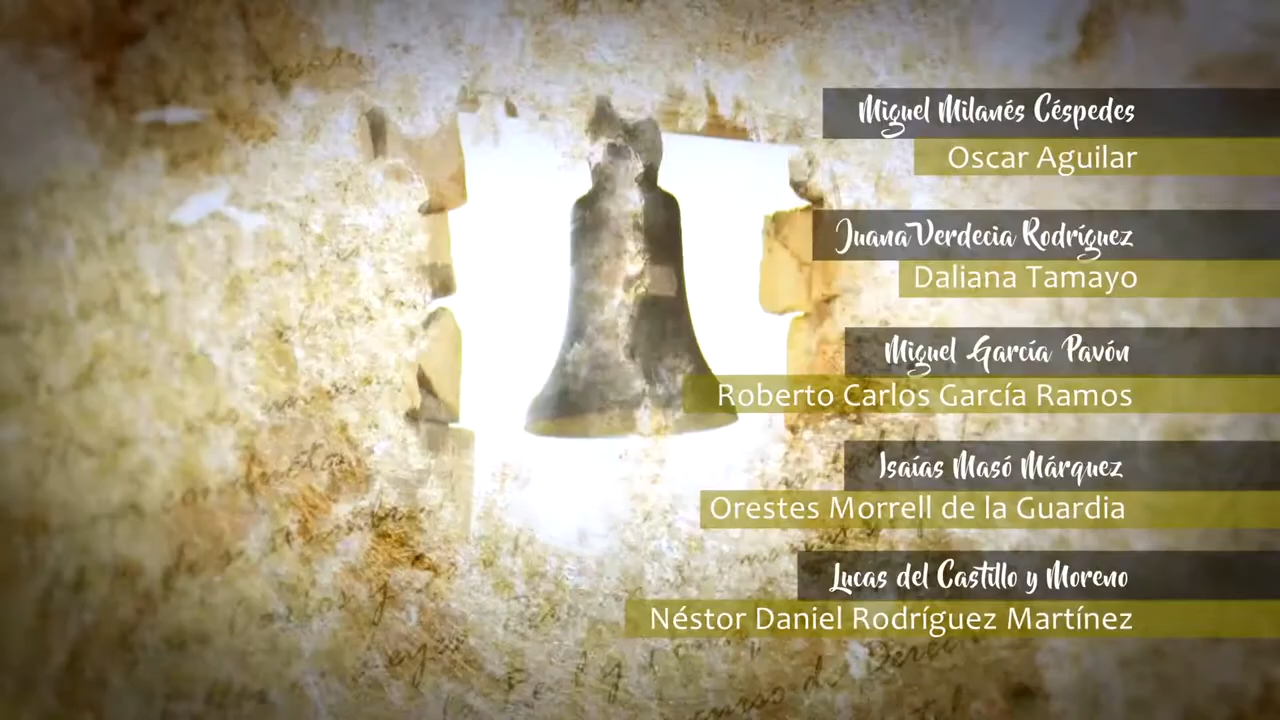 Miguel Milanés Céspedes
Oscar Aguilar
Juana Verdecia Rodríguez
Daliana Tamayo
Miguel García Pavón
Roberto Carlos García Ramos
Isaías Masó Márquez
Orestes Morrell de la Guardia
Lucas del Castillo y Moreno
Néstor Daniel Rodríguez Martínez